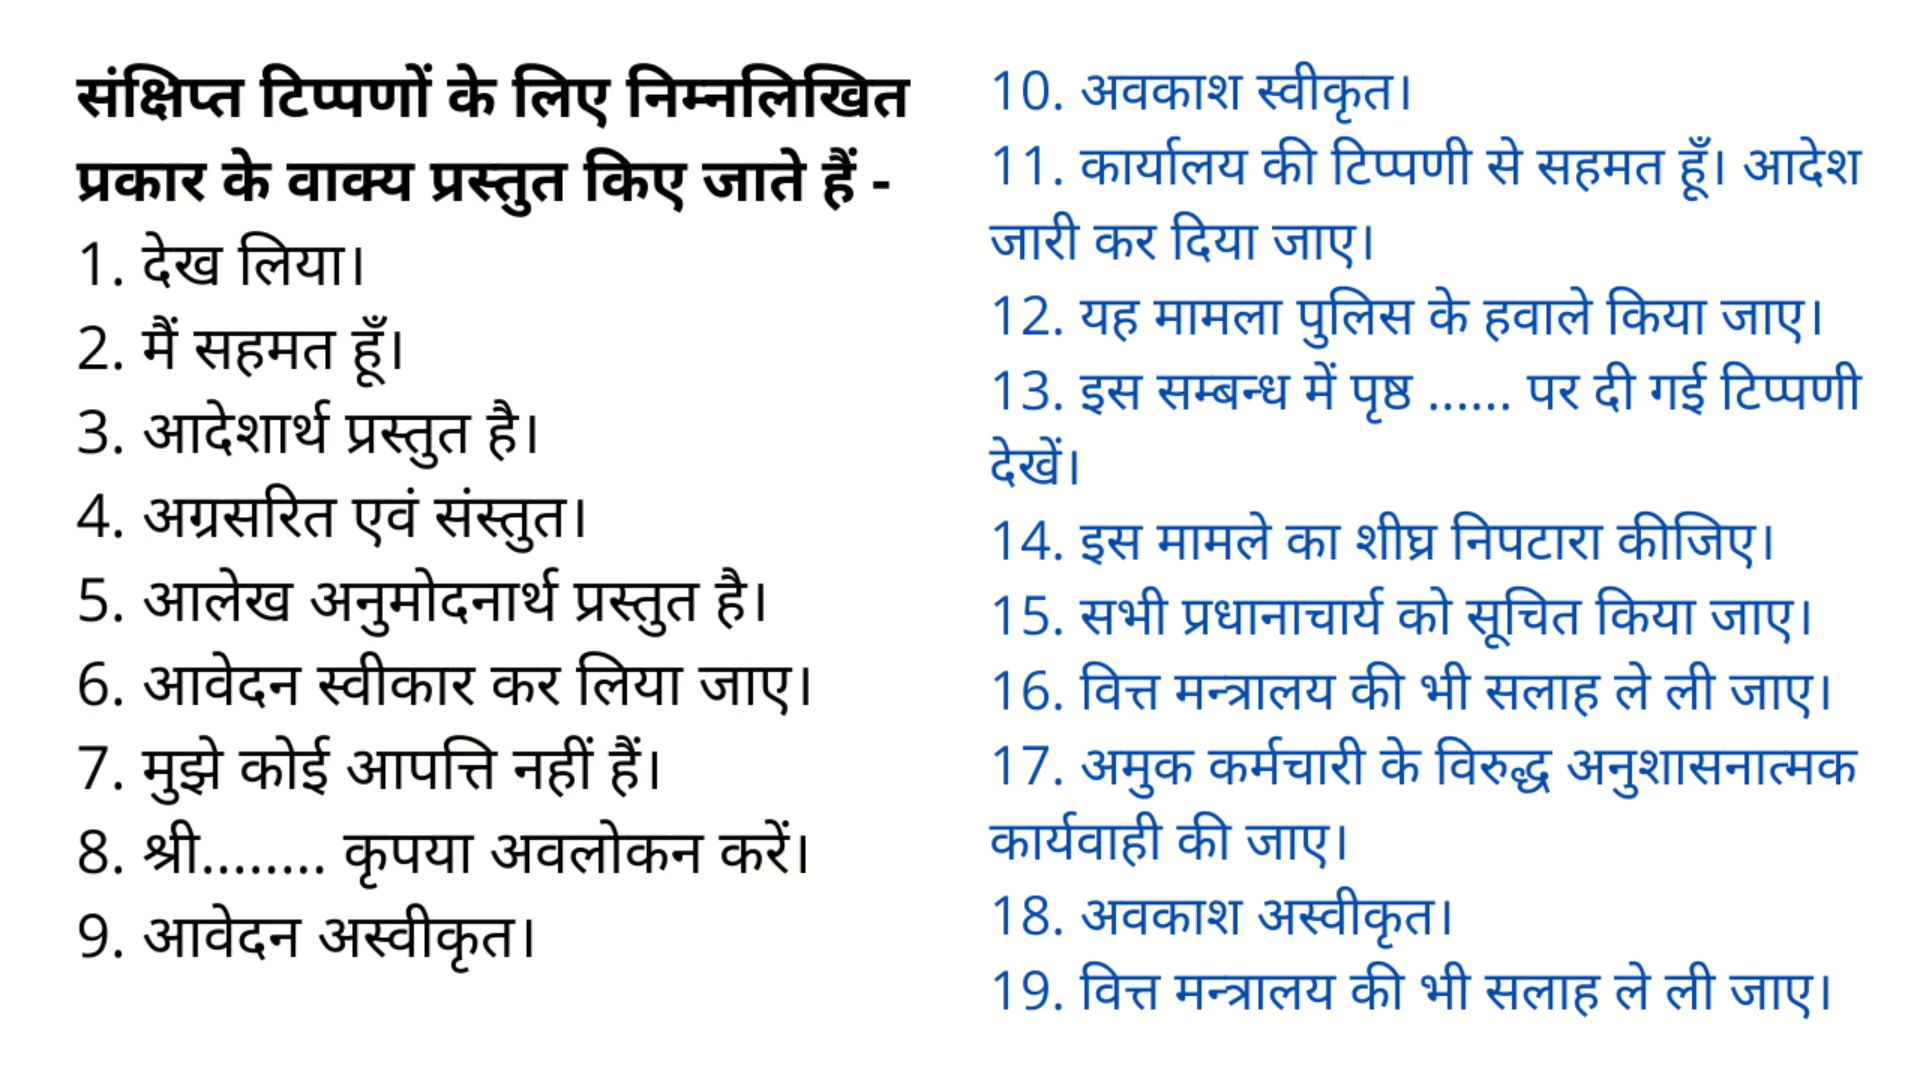 संक्षिप्त टिप्पणों के लिए निम्नलिखित
प्रकार के वाक्य प्रस्तुत किए जाते हैं -
1. देख लिया।
2. मैं सहमत हूँ।
3. आदेशार्थ प्रस्तुत है।
4. अग्रसरित एवं संस्तुत।
5. आलेख अनुमोदनार्थ प्रस्तुत है।
6. आवेदन स्वीकार कर लिया जाए।
7. मुझे कोई आपत्ति नहीं हैं।
8. श्री........ कृपया अवलोकन करें।
9. आवेदन अस्वीकृत।
10. अवकाश स्वीकृत।
11. कार्यालय की टिप्पणी से सहमत हूँ। आदेश
जारी कर दिया जाए।
12. यह मामला पुलिस के हवाले किया जाए।
13. इस सम्बन्ध में पृष्ठ ...... पर दी गई टिप्पणी
देखें।
14. इस मामले का शीघ्र निपटारा कीजिए।
15. सभी प्रधानाचार्य को सूचित किया जाए।
16. वित्त मन्त्रालय की भी सलाह ले ली जाए।
17. अमुक कर्मचारी के विरुद्ध अनुशासनात्मक
कार्यवाही की जाए।
18. अवकाश अस्वीकृत।
19. वित्त मन्त्रालय की भी सलाह ले ली जाए।